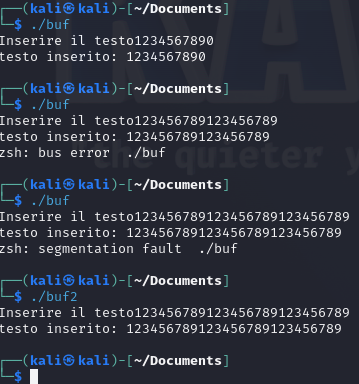 ┌──(kali㉿kali)-[~/Documents]
└─$ ./buf
Inserire il testo1234567890
testo inserito: 1234567890
┌──(kali㉿kali)-[~/Documents]
└─$ ./buf
Inserire il testo123456789123456789
testo inserito: 123456789123456789
zsh: bus error  ./buf
the quieter y
┌──(kali㉿kali)-[~/Documents]
└─$ ./buf
Inserire il testo123456789123456789123456789
testo inserito: 123456789123456789123456789
zsh: segmentation fault  ./buf
┌──(kali㉿kali)-[~/Documents]
└─$ ./buf2
Inserire il testo123456789123456789123456789
testo inserito: 123456789123456789123456789
┌──(kali㉿kali)-[~/Documents]
└─$